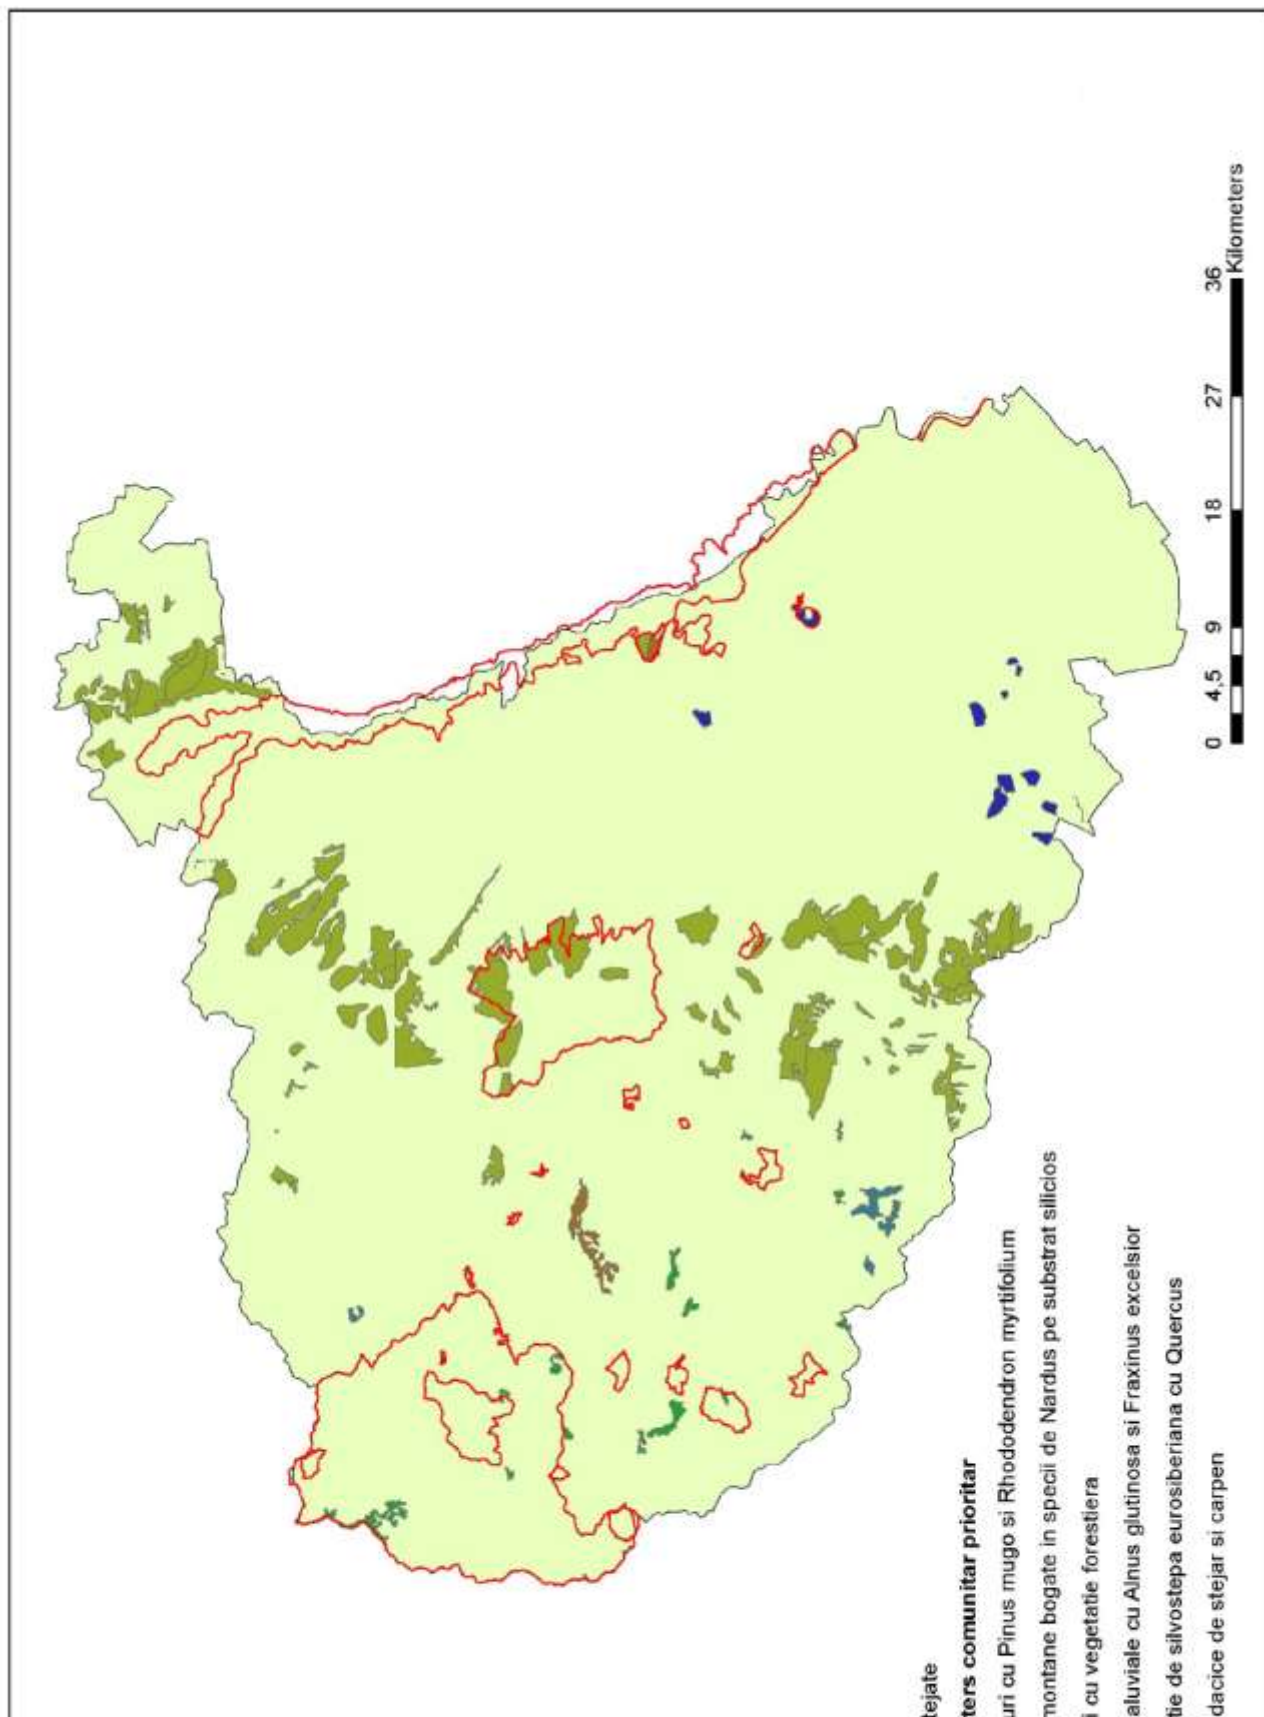 tejate
ters comunitar prioritar
uri cu Pinus mugo si Rhododendron myrtifolium
montane bogate in specii de Nardus pe substrat silicios
i cu vegetatie forestiera
aluviale cu Alnus glutinosa si Fraxinus excelsior
tie de silvostepa eurosiberiana cu Quercus
dacice de stejar si carpen
0 4,5 9 18 27 36
Kilometers